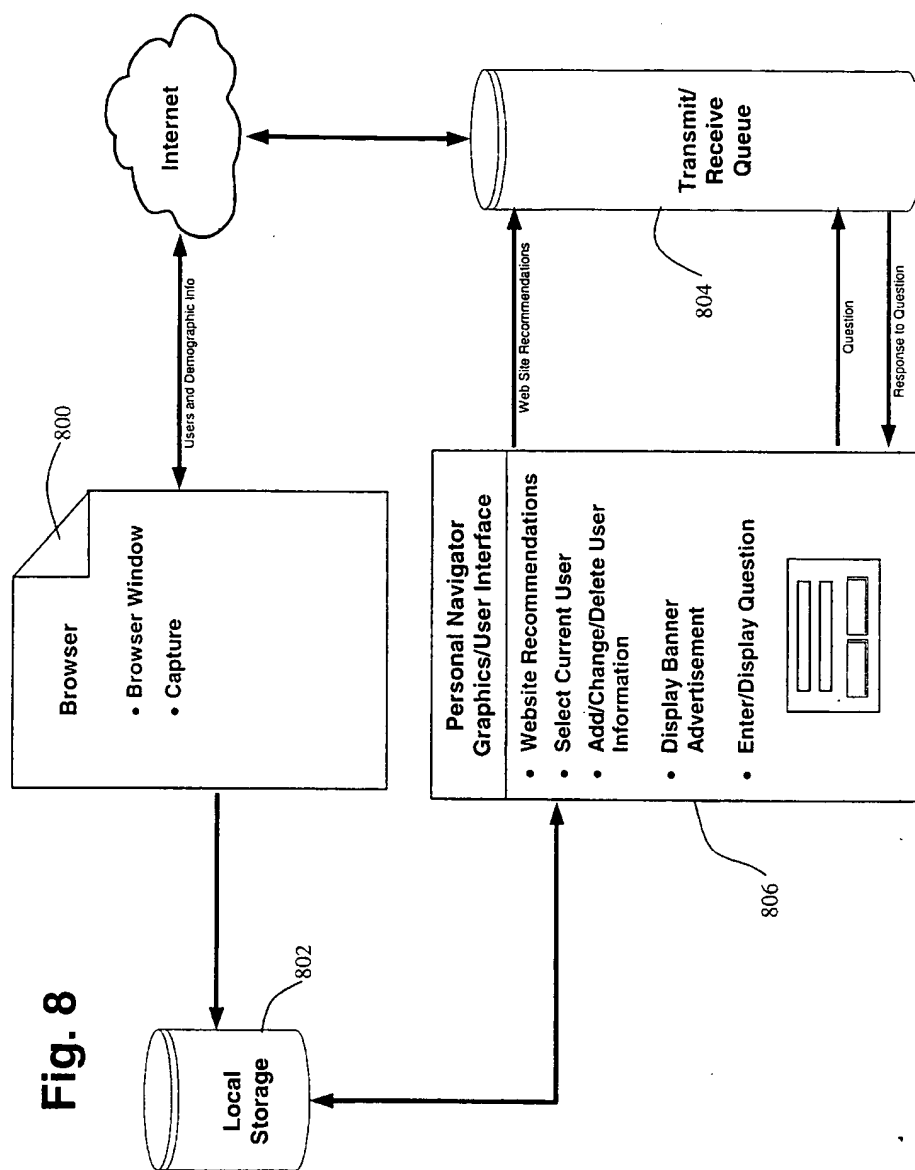 Fig. 8
Local
Storage
802
Browser
• Browser Window
• Capture
800
Users and Demographic Info
Internet
Personal Navigator
Graphics/User Interface
• Website Recommendations
• Select Current User
• Add/Change/Delete User
Information
• Display Banner
Advertisement
• Enter/Display Question
806
Web Site Recommendations
Question
Response to Question
Transmit/
Receive
Queue
804